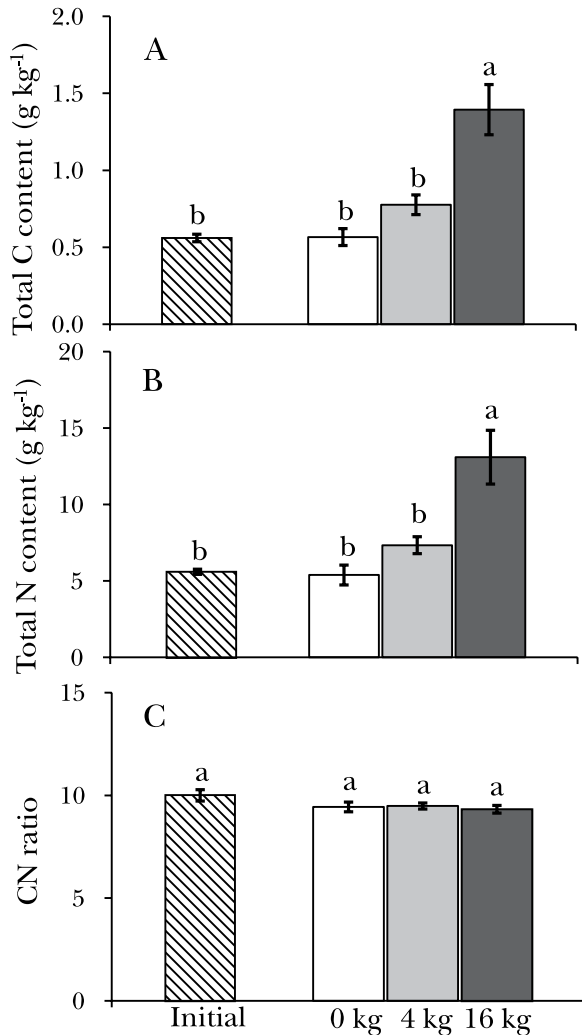 A
Total C content (g kg-1)
2.0
1.5
1.0
0.5
0.0
b
b
b
a
B
Total N content (g kg-1)
20
15
10
5
0
b
b
b
a
C
CN ratio
15
10
5
0
a
a
a
a
Initial
0 kg
4 kg
16 kg